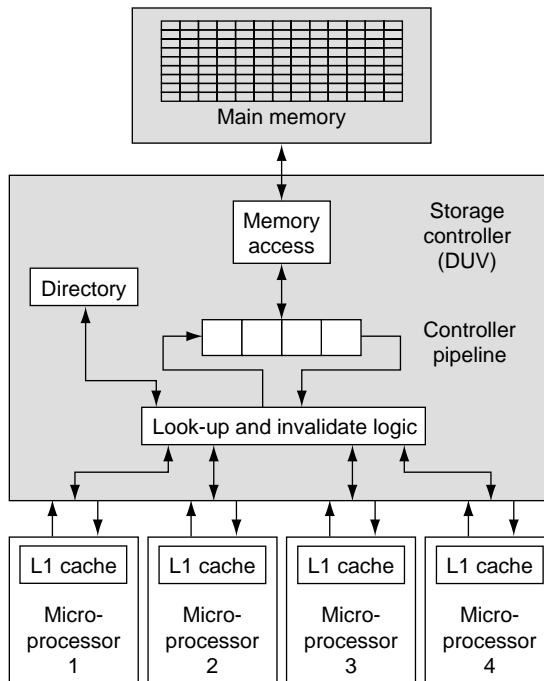 Main memory
Memory
access
Storage
controller
(DUV)
Directory
Controller
pipeline
Look-up and invalidate logic
L1 cache
Micro-
processor
1
L1 cache
Micro-
processor
2
L1 cache
Micro-
processor
3
L1 cache
Micro-
processor
4